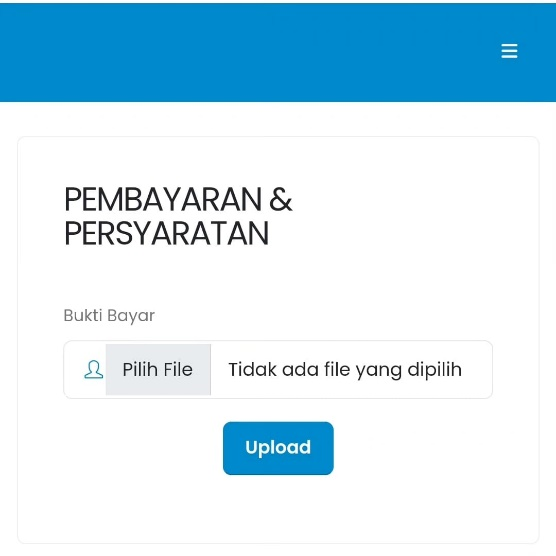 PEMBAYARAN &
PERSYARATAN
Bukti Bayar
Pilih File Tidak ada file yang dipilih
Upload